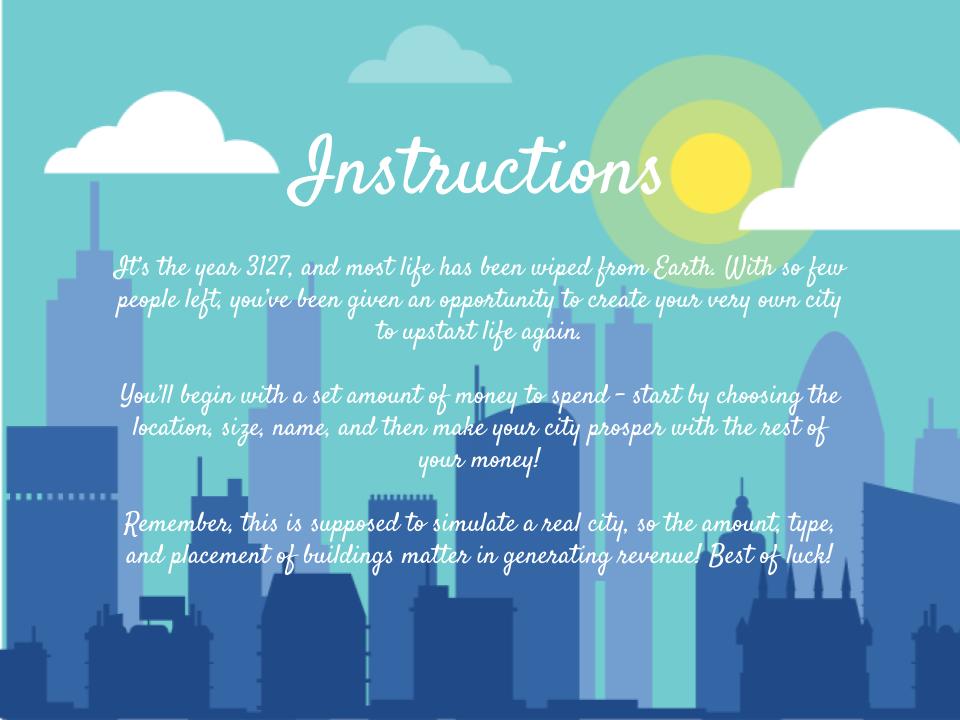 Instructions
It's the year 3127, and most life has been wiped from Earth. With so few
people left, you've been given an opportunity to create your very own city
to upstart life again.
You'll begin with a set amount of money to spend - start by choosing the
location, size, name, and then make your city prosper with the rest of
your money!
Remember, this is supposed to simulate a real city, so the amount, type,
and placement of buildings matter in generating revenue! Best of luck!